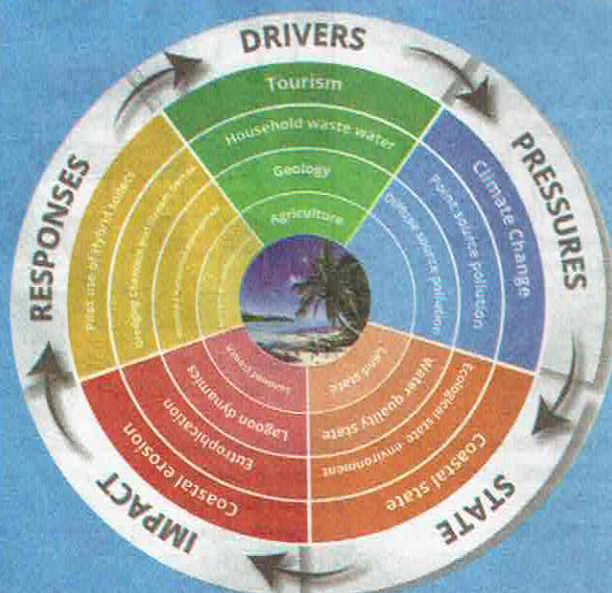 DRIVERS
Tourism
Household waste water
Geology
Agriculture
PRESSURES
Climate Change
Point source pollution
Diffuse source pollution
STATE
Coastal state
Ecological state - environment
Water quality state
Land state
IMPACT
Coastal erosion
Eutrophication
Lagoon dynamics
RESPONSES
Pilot use of Hybrid toilets